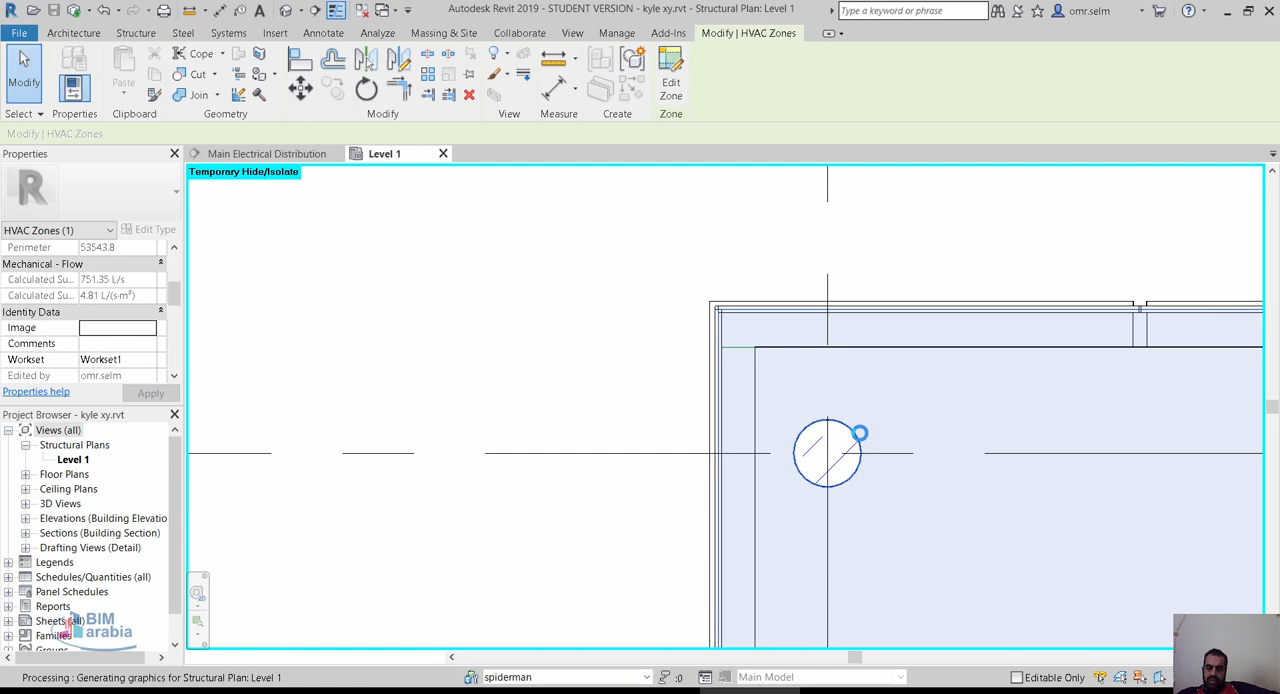 Autodesk Revit 2019 - STUDENT VERSION - kyle xy.rvt - Structural Plan: Level 1
Type a keyword or phrase
omr.selm
File Architecture Structure Steel Systems Insert Annotate Analyze Massing & Site Collaborate View Manage Add-Ins Modify | HVAC Zones
Modify
Paste
Cope
Cut
Join
Edit
Zone
Select Properties Clipboard Geometry Modify View Measure Create Zone
Modify | HVAC Zones
Properties
Main Electrical Distribution
Level 1
Temporary Hide/Isolate
HVAC Zones (1)
Edit Type
Perimeter 53543.8
Mechanical - Flow
Calculated Su... 751.35 L/s
Calculated Su... 4.81 L/(s·m²)
Identity Data
Image
Comments
Workset Workset1
Edited by omr.selm
Properties help
Apply
Project Browser - kyle xy.rvt
Views (all)
Structural Plans
Level 1
Floor Plans
Ceiling Plans
3D Views
Elevations (Building Elevatio
Sections (Building Section)
Drafting Views (Detail)
Legends
Schedules/Quantities (all)
Panel Schedules
Reports
Sheets (all)
Families
Groups
BIM
arabia
Processing : Generating graphics for Structural Plan: Level 1
spiderman
:0
Main Model
Editable Only